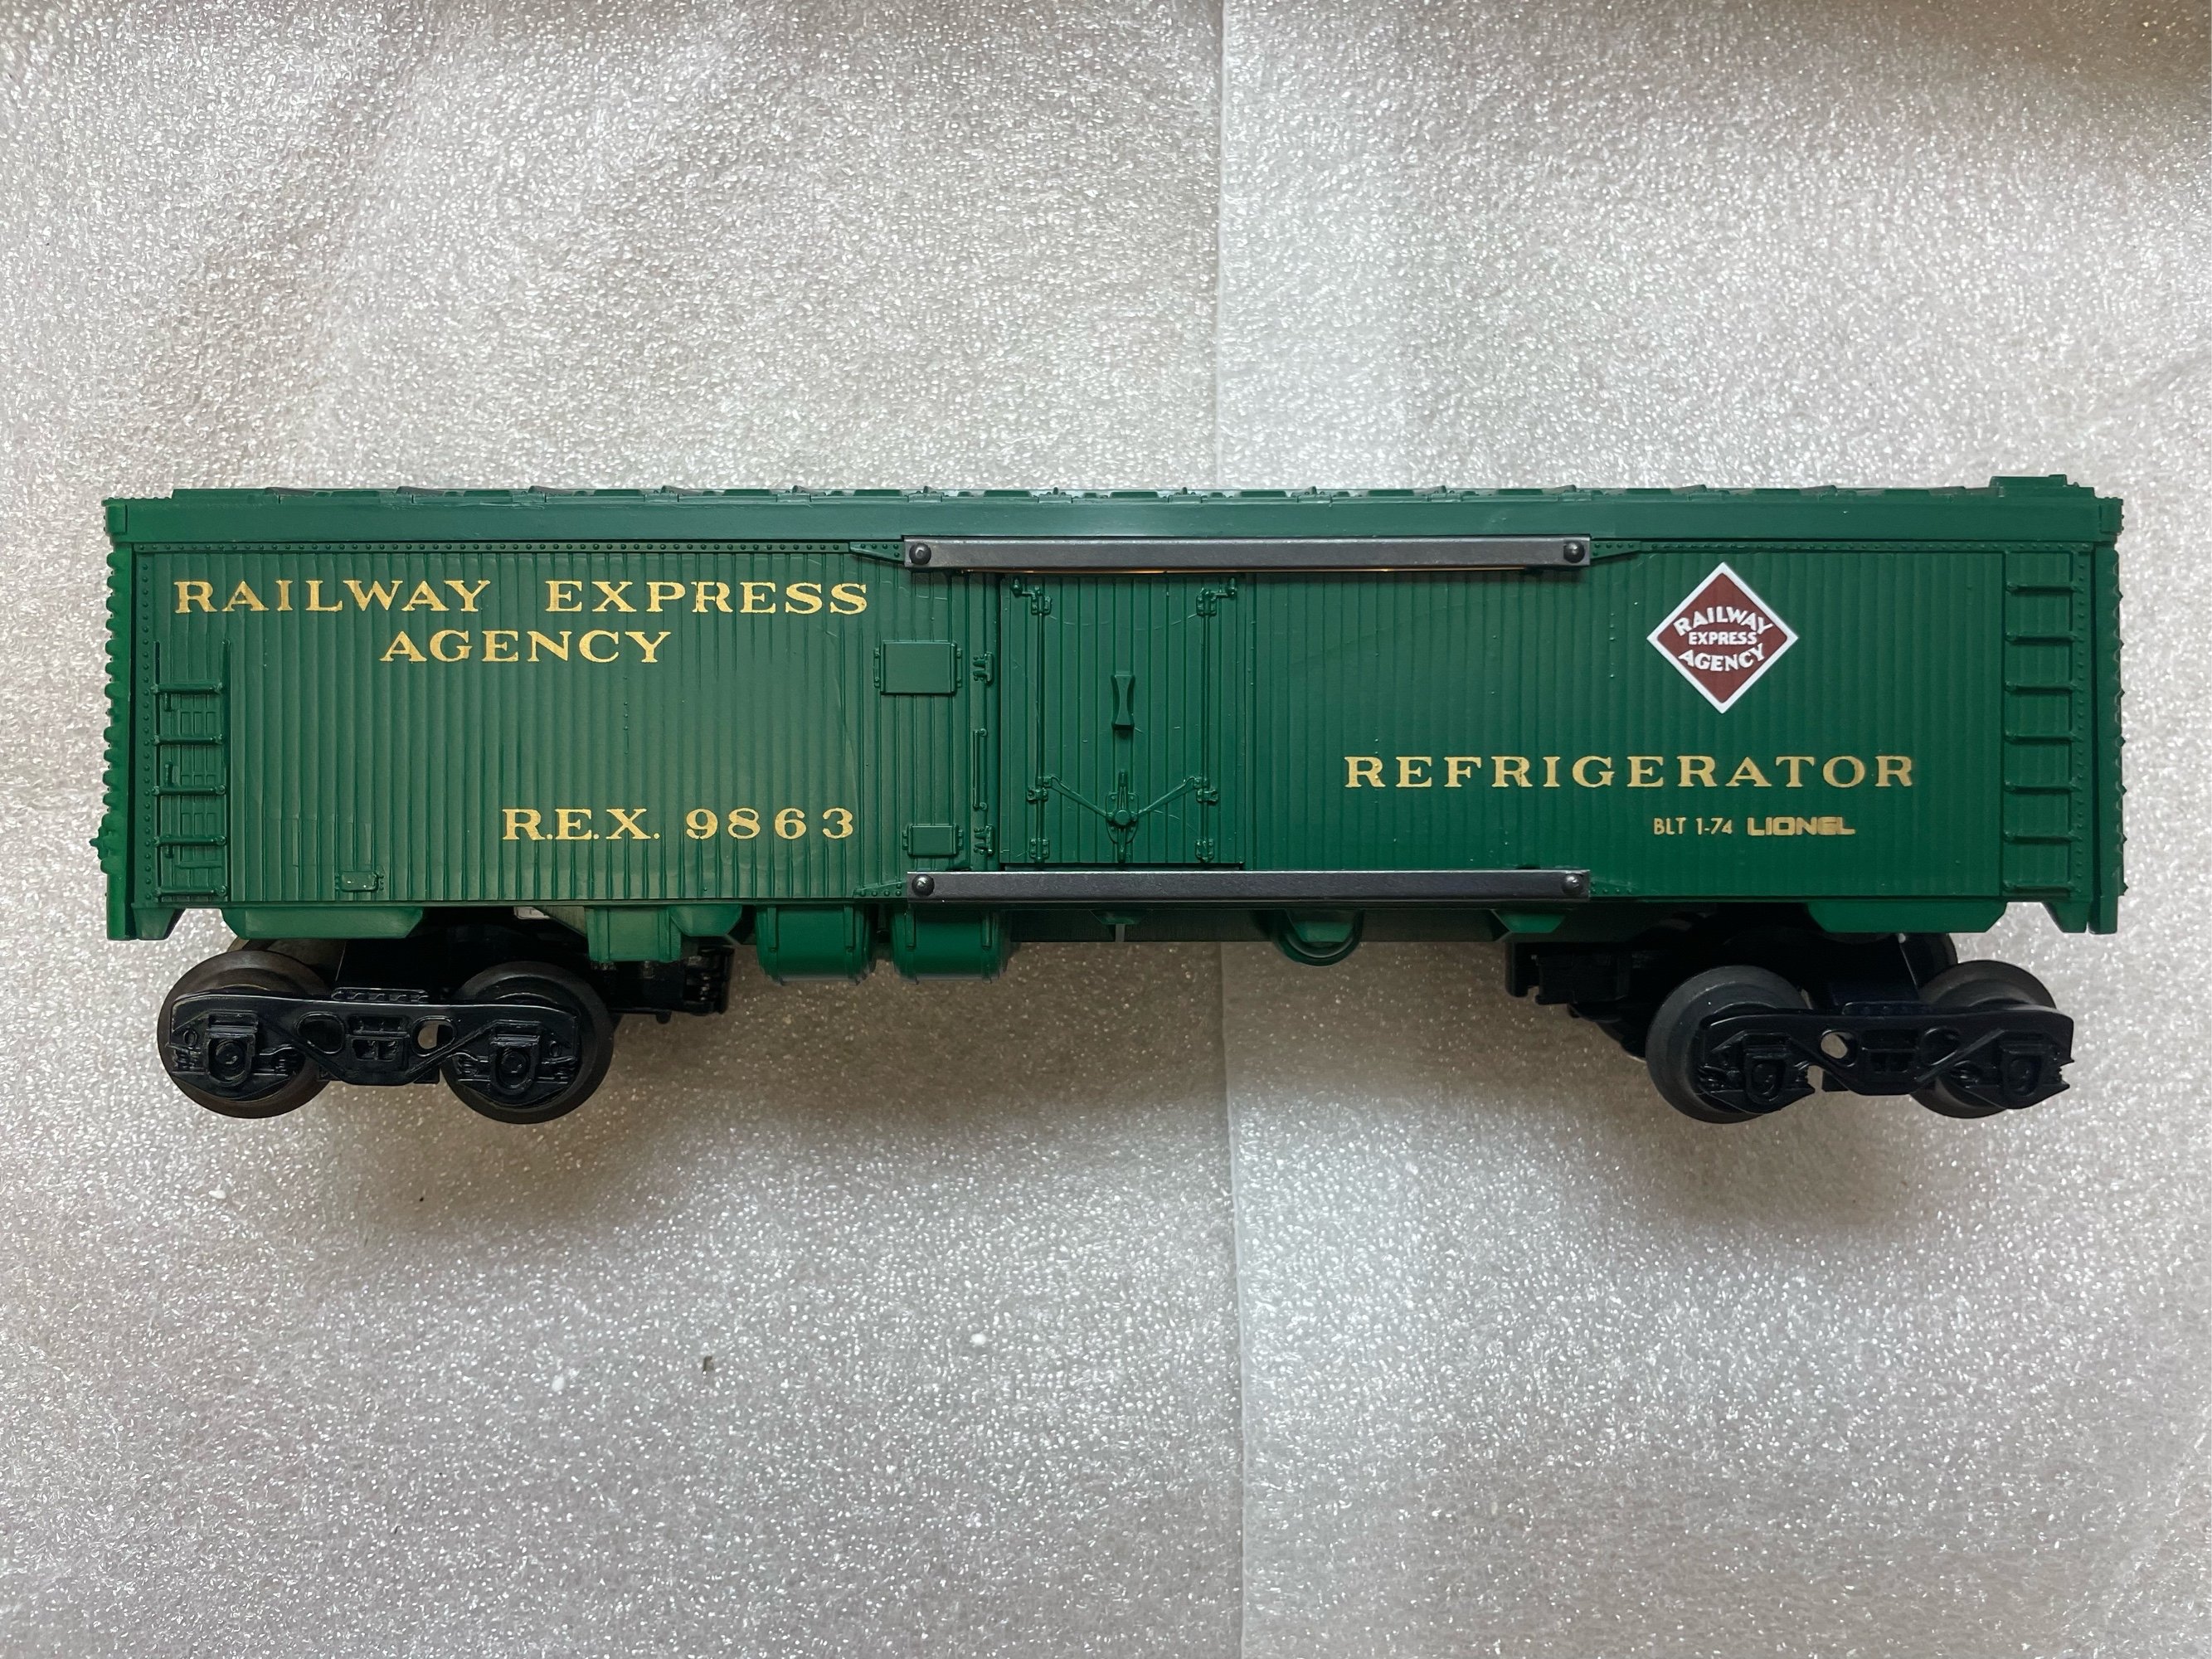 RAILWAY EXPRESS
AGENCY
R.E.X. 9863
RAILWAY
EXPRESS
AGENCY
REFRIGERATOR
BLT 1-74 LIONEL